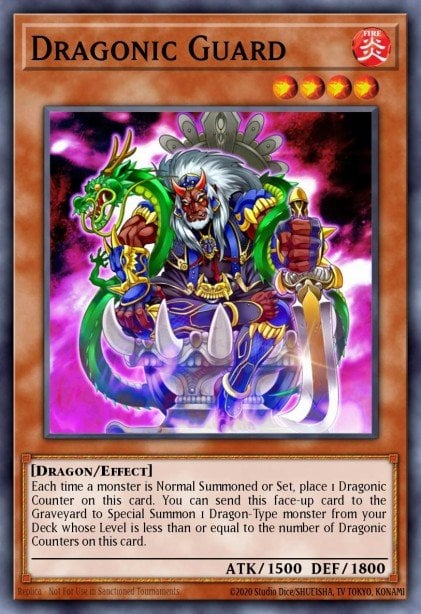 Dragonic Guard
FIRE
炎
[Dragon/Effect]
Each time a monster is Normal Summoned or Set, place 1 Dragonic
Counter on this card. You can send this face-up card to the
Graveyard to Special Summon 1 Dragon-Type monster from your
Deck whose Level is less than or equal to the number of Dragonic
Counters on this card.
ATK/1500 DEF/1800
Replica - Not For Use in Sanctioned Tournaments
©2020 Studio Dice/SHUEISHA, TV TOKYO, KONAMI